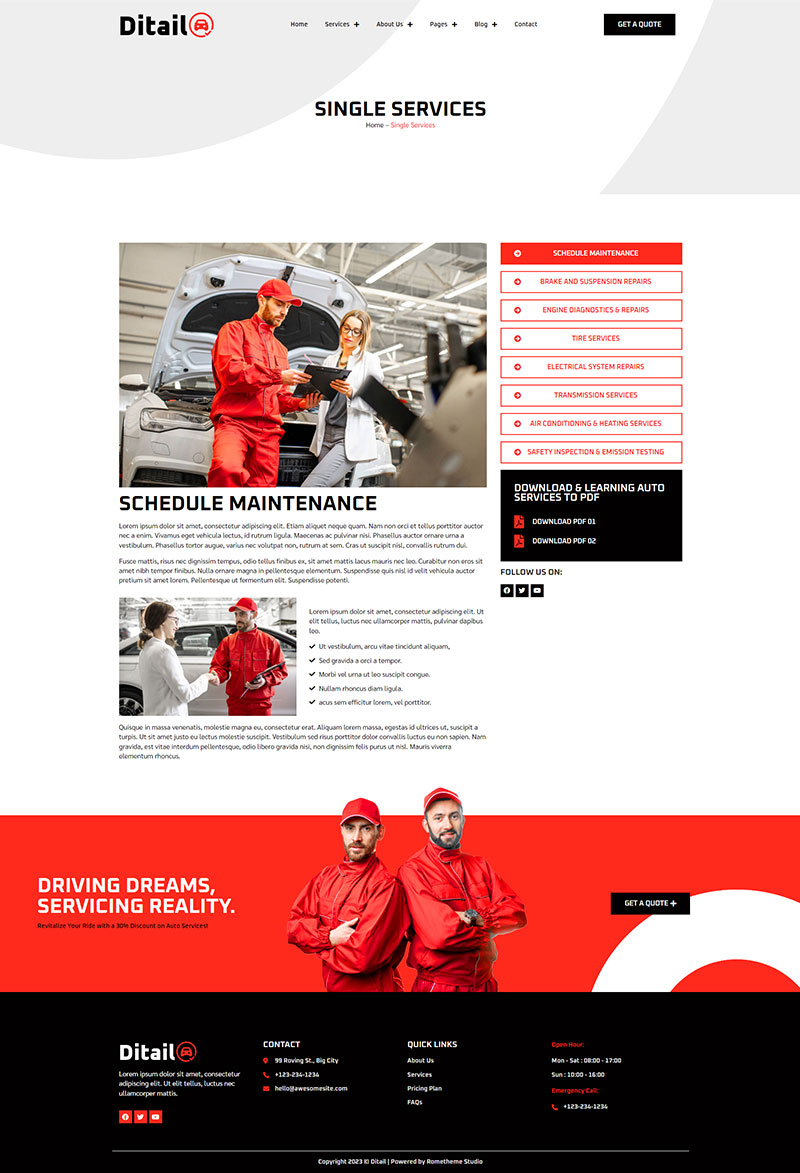 Ditail
Home
Services +
About Us +
Pages +
Blog +
Contact
GET A QUOTE
SINGLE SERVICES
Home – Single Services
SCHEDULE MAINTENANCE
BRAKE AND SUSPENSION REPAIRS
ENGINE DIAGNOSTICS & REPAIRS
TIRE SERVICES
ELECTRICAL SYSTEM REPAIRS
TRANSMISSION SERVICES
AIR CONDITIONING & HEATING SERVICES
SAFETY INSPECTION & EMISSION TESTING
DOWNLOAD & LEARNING AUTO
SERVICES TO PDF
DOWNLOAD PDF 01
DOWNLOAD PDF 02
FOLLOW US ON:
SCHEDULE MAINTENANCE
Lorem ipsum dolor sit amet, consectetur adipiscing elit. Etiam aliquet neque quam. Nam non orci et tellus porttitor auctor
nec a enim. Vivamus eget vehicula lectus, id rutrum ligula. Maecenas ac pulvinar nisi. Phasellus auctor ornare urna a
vestibulum. Phasellus tortor augue, varius nec volutpat non, rutrum at sem. Cras ut suscipit nisl, convallis rutrum dui.
Fusce mattis, risus nec dignissim tempus, odio tellus finibus ex, sit amet mattis lacus mauris nec leo. Curabitur non eros sit
amet nibh tempor finibus. Nulla ornare magna in pellentesque elementum. Suspendisse quis nisl id velit vehicula auctor
pretium sit amet lorem. Pellentesque ut fermentum elit. Suspendisse potenti.
Lorem ipsum dolor sit amet, consectetur adipiscing elit. Ut
elit tellus, luctus nec ullamcorper mattis, pulvinar dapibus
leo.
Ut vestibulum, arcu vitae tincidunt aliquam,
Sed gravida a orci a tempor.
Morbi vel urna ut leo suscipit congue.
Nullam rhoncus diam ligula.
acus sem efficitur lorem, vel porttitor.
Quisque in massa venenatis, molestie magna eu, consectetur erat. Aliquam lorem massa, egestas id ultrices ut, suscipit a
turpis. Ut sit amet justo eu lectus molestie suscipit. Vestibulum sed risus porttitor dolor convallis luctus eu non sapien. Nam
gravida, est vitae interdum pellentesque, odio libero gravida nisi, non dignissim felis purus ut nisl. Mauris viverra
elementum rhoncus.
DRIVING DREAMS,
SERVICING REALITY.
Revitalize Your Ride with a 30% Discount on Auto Services!
GET A QUOTE +
Ditail
Lorem ipsum dolor sit amet, consectetur
adipiscing elit. Ut elit tellus, luctus nec
ullamcorper mattis.
CONTACT
99 Roving St., Big City
+123-234-1234
hello@awesomesite.com
QUICK LINKS
About Us
Services
Pricing Plan
FAQs
Open Hour:
Mon - Sat : 08:00 - 17:00
Sun : 10:00 - 16:00
Emergency Call:
+123-234-1234
Copyright 2023 © Ditail | Powered by Rometheme Studio